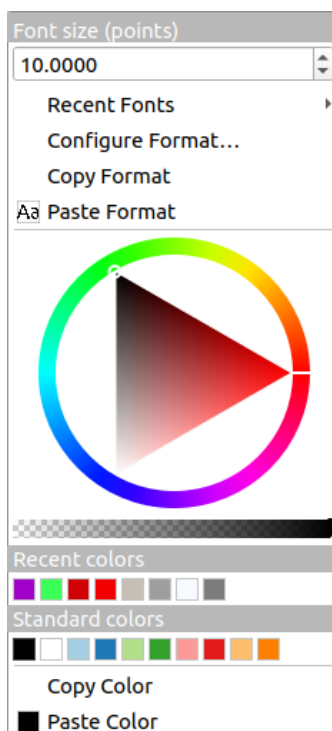 Font size (points)
10.0000
Recent Fonts
Configure Format…
Copy Format
Aa Paste Format
Recent colors
Standard colors
Copy Color
Paste Color